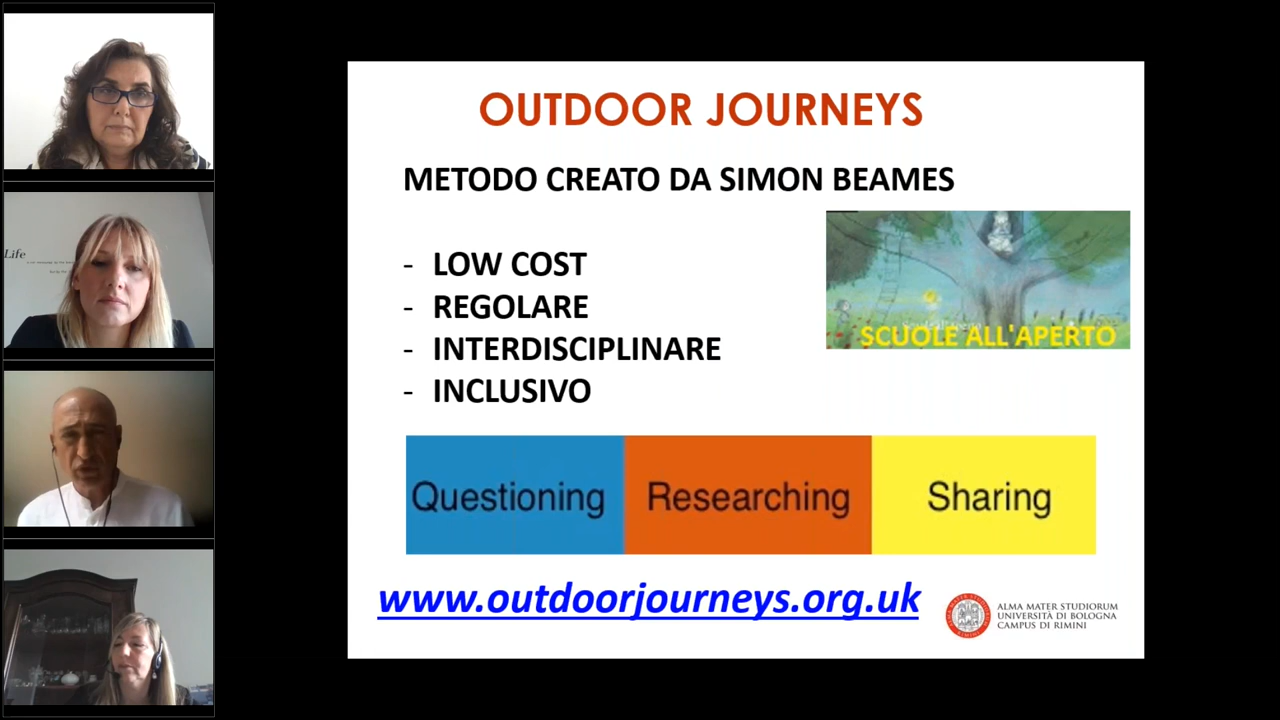 Life
OUTDOOR JOURNEYS
METODO CREATO DA SIMON BEAMES
- LOW COST
- REGOLARE
- INTERDISCIPLINARE
- INCLUSIVO
SCUOLE ALL'APERTO
Questioning
Researching
Sharing
www.outdoorjourneys.org.uk
ALMA MATER STUDIORUM
UNIVERSITÀ DI BOLOGNA
CAMPUS DI RIMINI